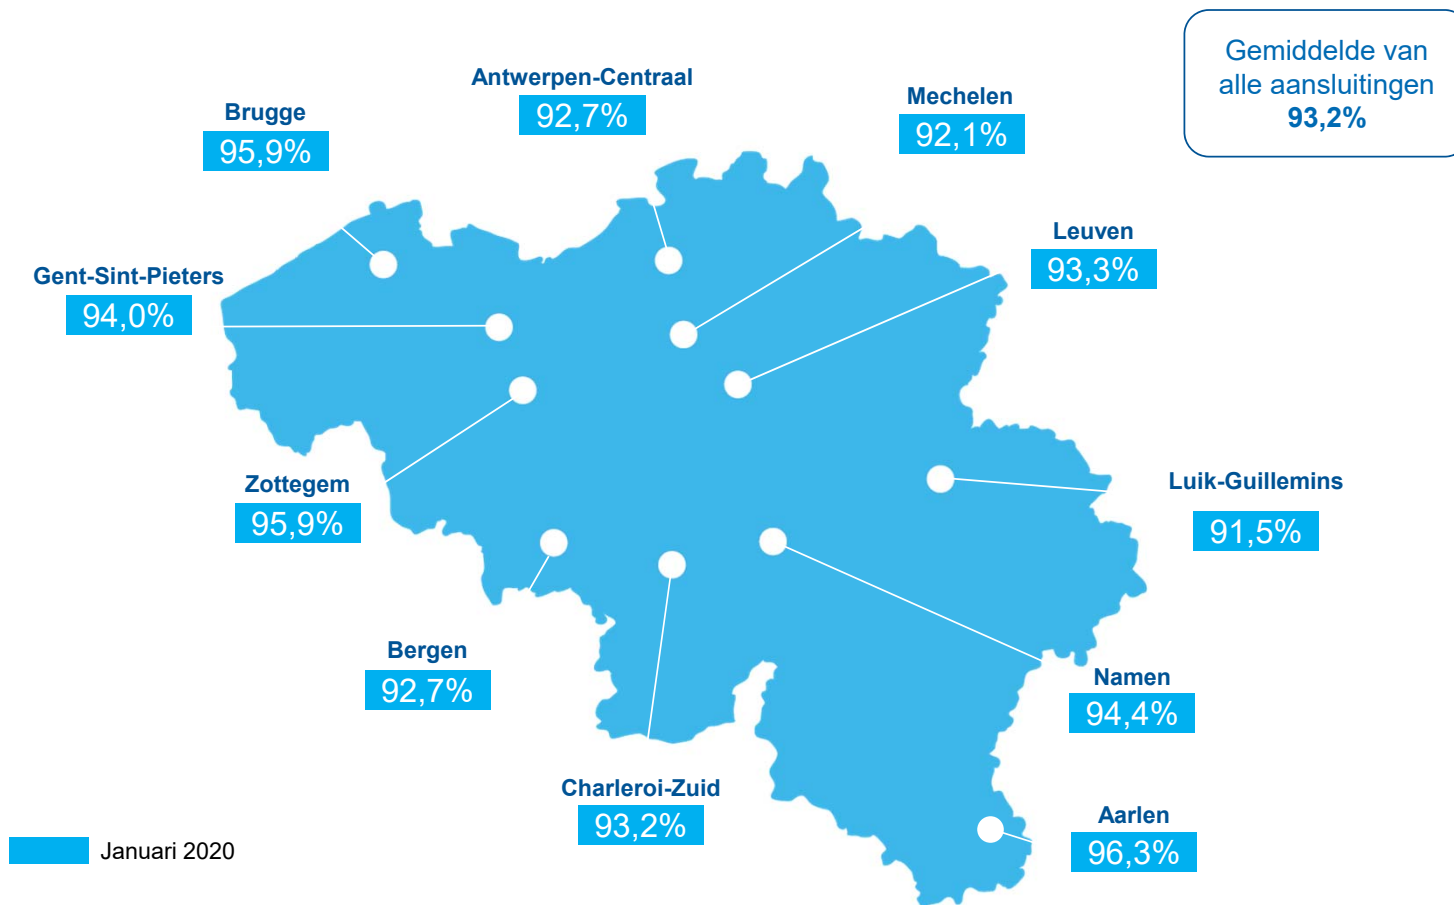 Gemiddelde van
alle aansluitingen
93,2%
Antwerpen-Centraal
92,7%
Mechelen
92,1%
Brugge
95,9%
Leuven
93,3%
Gent-Sint-Pieters
94,0%
Zottegem
95,9%
Luik-Guillemins
91,5%
Bergen
92,7%
Namen
94,4%
Charleroi-Zuid
93,2%
Aarlen
96,3%
Januari 2020